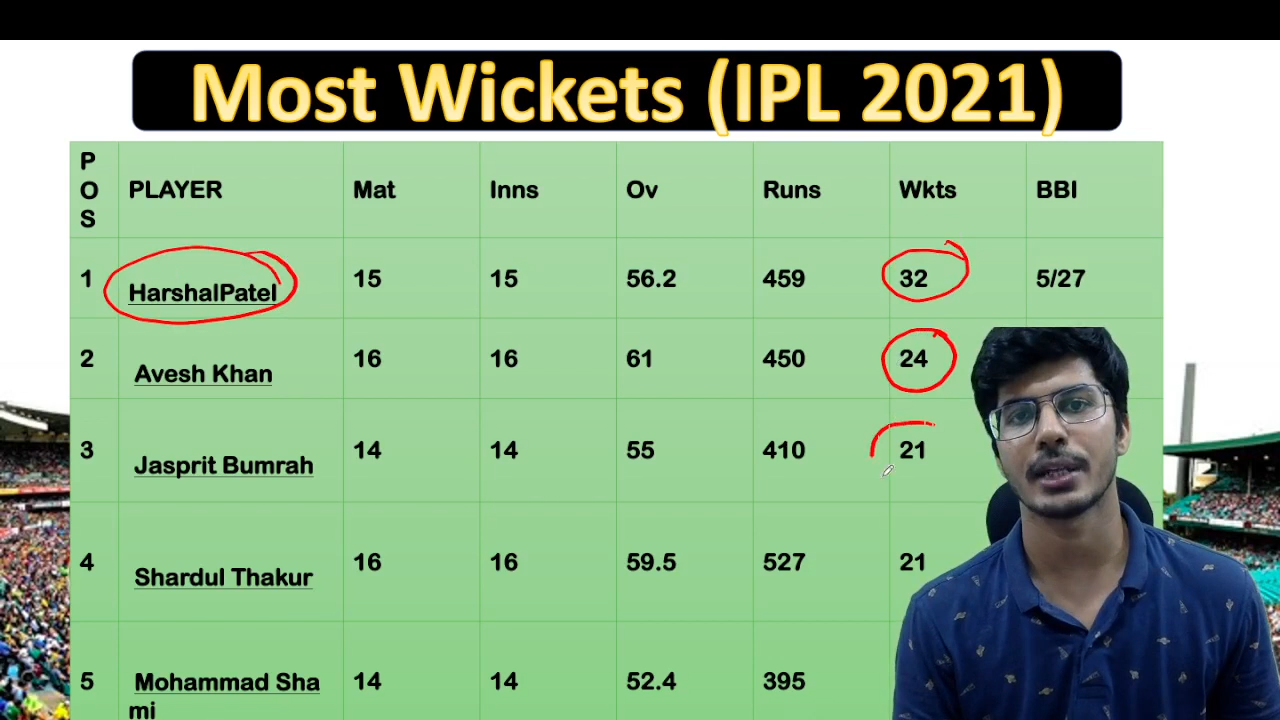 Most Wickets (IPL 2021)
POS PLAYER Mat Inns Ov Runs Wkts BBI
1 HarshalPatel 15 15 56.2 459 32 5/27
2 Avesh Khan 16 16 61 450 24
3 Jasprit Bumrah 14 14 55 410 21
4 Shardul Thakur 16 16 59.5 527 21
5 Mohammad Sha 14 14 52.4 395
mi